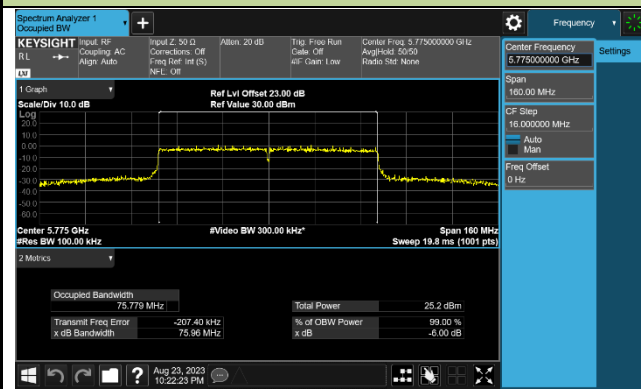 Spectrum Analyzer 1
Occupied BW
Frequency
KEYSIGHT
Input: RF
Input Z: 50 Ω
Atten: 20 dB
Trig: Free Run
Center Freq: 5.775000000 GHz
RL
Coupling: AC
Corrections: Off
Gate: Off
Avg|Hold: 50/50
Align: Auto
Freq Ref: Int (S)
#IF Gain: Low
Radio Std: None
LXI
NFE: Off
Center Frequency
5.775000000 GHz
Settings
Span
160.00 MHz
CF Step
16.000000 MHz
Auto
Man
Freq Offset
0 Hz
1 Graph
Scale/Div 10.0 dB
Ref Lvl Offset 23.00 dB
Ref Value 30.00 dBm
Log
20.0
10.0
0.00
-10.0
-20.0
-30.0
-40.0
-50.0
-60.0
Center 5.775 GHz
#Video BW 300.00 kHz*
Span 160 MHz
#Res BW 100.00 kHz
Sweep 19.8 ms (1001 pts)
2 Metrics
Occupied Bandwidth
75.779 MHz
Total Power
25.2 dBm
Transmit Freq Error
-207.40 kHz
% of OBW Power
99.00 %
x dB Bandwidth
75.96 MHz
x dB
-6.00 dB
?
Aug 23, 2023
10:22:23 PM